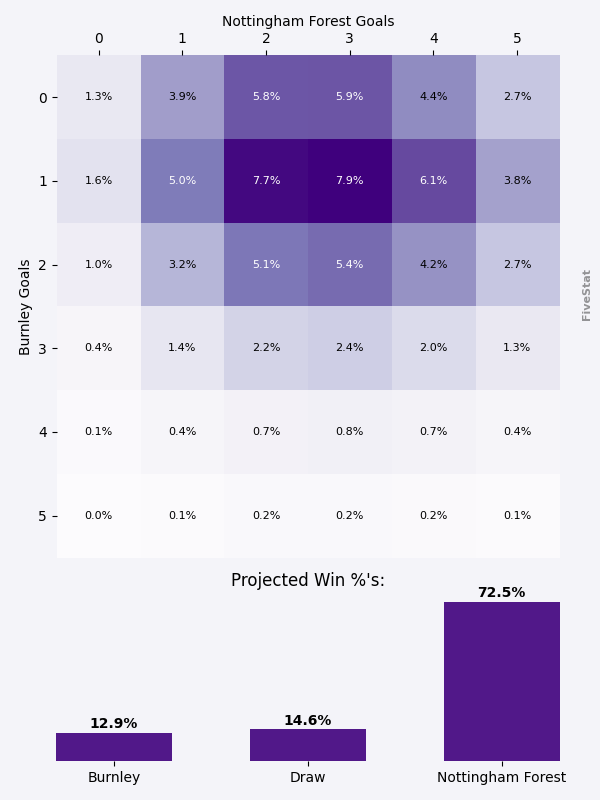 Nottingham Forest Goals
0 1 2 3 4 5
0 1.3% 3.9% 5.8% 5.9% 4.4% 2.7%
1 1.6% 5.0% 7.7% 7.9% 6.1% 3.8%
2 1.0% 3.2% 5.1% 5.4% 4.2% 2.7%
3 0.4% 1.4% 2.2% 2.4% 2.0% 1.3%
4 0.1% 0.4% 0.7% 0.8% 0.7% 0.4%
5 0.0% 0.1% 0.2% 0.2% 0.2% 0.1%
Burnley Goals
FiveStat
Projected Win %'s:
12.9% 14.6% 72.5%
Burnley Draw Nottingham Forest